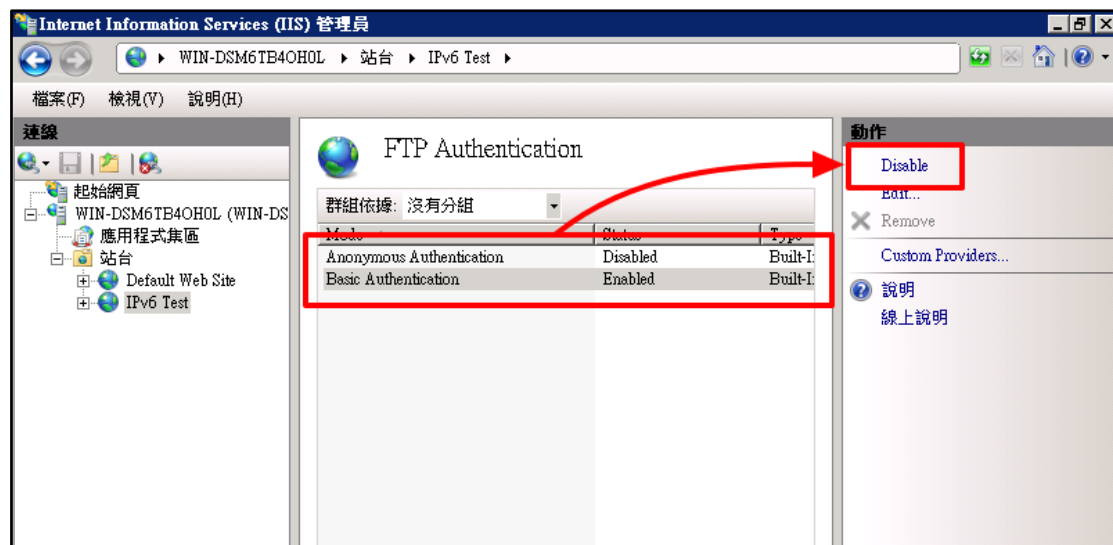 Internet Information Services (IIS) 管理員
WIN-DSM6TB4OH0L ▸ 站台 ▸ IPv6 Test ▸
檔案(F) 檢視(V) 說明(H)
連線
起始網頁
WIN-DSM6TB4OH0L (WIN-DS
應用程式集區
站台
Default Web Site
IPv6 Test
FTP Authentication
群組依據: 沒有分組
Mode Status Type
Anonymous Authentication Disabled Built-I
Basic Authentication Enabled Built-I
動作
Disable
Edit...
Remove
Custom Providers...
說明
線上說明